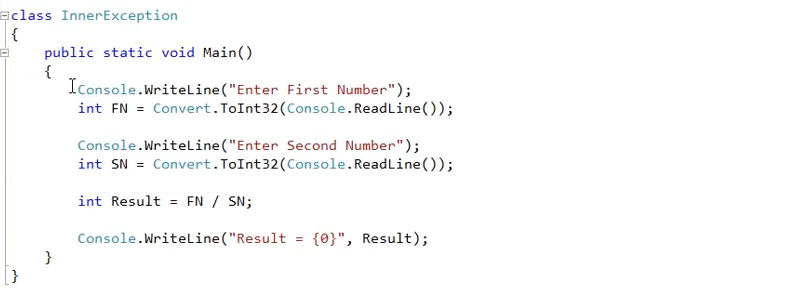 class InnerException
{
    public static void Main()
    {
        Console.WriteLine("Enter First Number");
        int FN = Convert.ToInt32(Console.ReadLine());

        Console.WriteLine("Enter Second Number");
        int SN = Convert.ToInt32(Console.ReadLine());

        int Result = FN / SN;

        Console.WriteLine("Result = {0}", Result);
    }
}